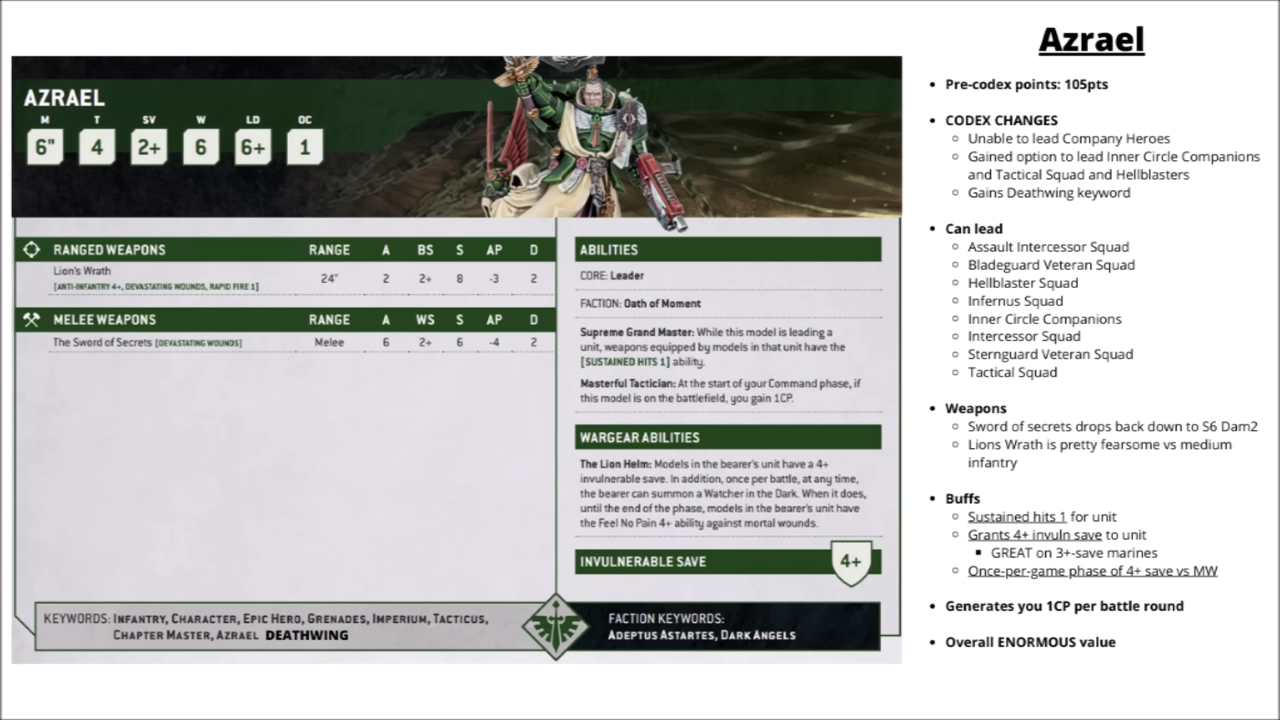 AZRAEL
M T SV W LD OC
6" 4 2+ 6 6+ 1
RANGED WEAPONS RANGE A BS S AP D
Lion's Wrath
[ANTI-INFANTRY 4+, DEVASTATING WOUNDS, RAPID FIRE 1] 24" 2 2+ 8 -3 2
MELEE WEAPONS RANGE A WS S AP D
The Sword of Secrets [DEVASTATING WOUNDS] Melee 6 2+ 6 -4 2
ABILITIES
CORE: Leader
FACTION: Oath of Moment
Supreme Grand Master: While this model is leading a
unit, weapons equipped by models in that unit have the
[SUSTAINED HITS 1] ability.
Masterful Tactician: At the start of your Command phase, if
this model is on the battlefield, you gain 1CP.
WARGEAR ABILITIES
The Lion Helm: Models in the bearer's unit have a 4+
invulnerable save. In addition, once per battle, at any time,
the bearer can summon a Watcher in the Dark. When it does,
until the end of the phase, models in the bearer's unit have
the Feel No Pain 4+ ability against mortal wounds.
INVULNERABLE SAVE 4+
KEYWORDS: INFANTRY, CHARACTER, EPIC HERO, GRENADES, IMPERIUM, TACTICUS,
CHAPTER MASTER, AZRAEL DEATHWING
FACTION KEYWORDS:
ADEPTUS ASTARTES, DARK ANGELS
Azrael
• Pre-codex points: 105pts
• CODEX CHANGES
○ Unable to lead Company Heroes
○ Gained option to lead Inner Circle Companions
and Tactical Squad and Hellblasters
○ Gains Deathwing keyword
• Can lead
○ Assault Intercessor Squad
○ Bladeguard Veteran Squad
○ Hellblaster Squad
○ Infernus Squad
○ Inner Circle Companions
○ Intercessor Squad
○ Sternguard Veteran Squad
○ Tactical Squad
• Weapons
○ Sword of secrets drops back down to S6 Dam2
○ Lions Wrath is pretty fearsome vs medium
infantry
• Buffs
○ Sustained hits 1 for unit
○ Grants 4+ invuln save to unit
▪ GREAT on 3+-save marines
○ Once-per-game phase of 4+ save vs MW
• Generates you 1CP per battle round
• Overall ENORMOUS value